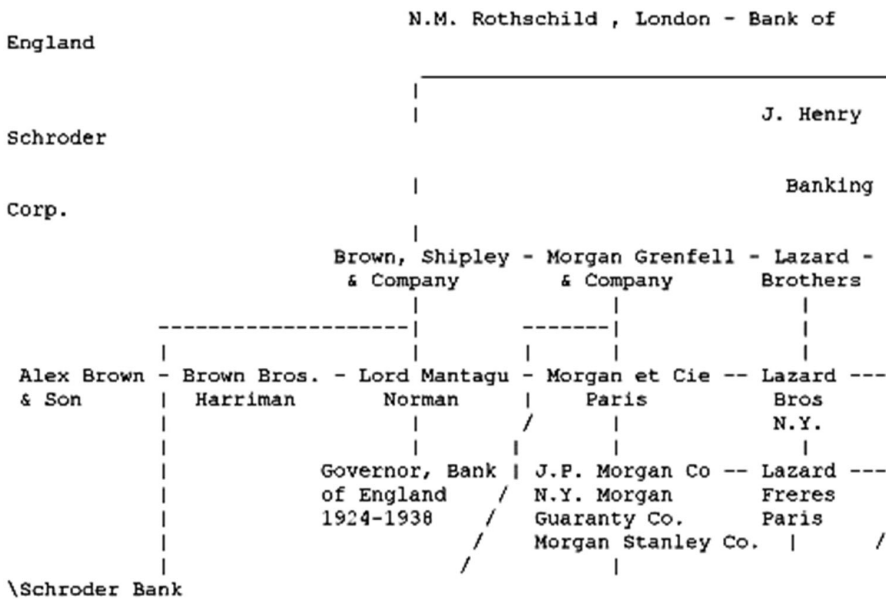 N.M. Rothschild , London - Bank of
England
J. Henry
Schroder
Banking
Corp.
Brown, Shipley - Morgan Grenfell - Lazard -
& Company & Company Brothers
Alex Brown - Brown Bros. - Lord Mantagu - Morgan et Cie -- Lazard ---
& Son Harriman Norman Paris Bros
N.Y.
Governor, Bank J.P. Morgan Co -- Lazard ---
of England N.Y. Morgan Freres
1924-1938 Guaranty Co. Paris
Morgan Stanley Co.
\Schroder Bank